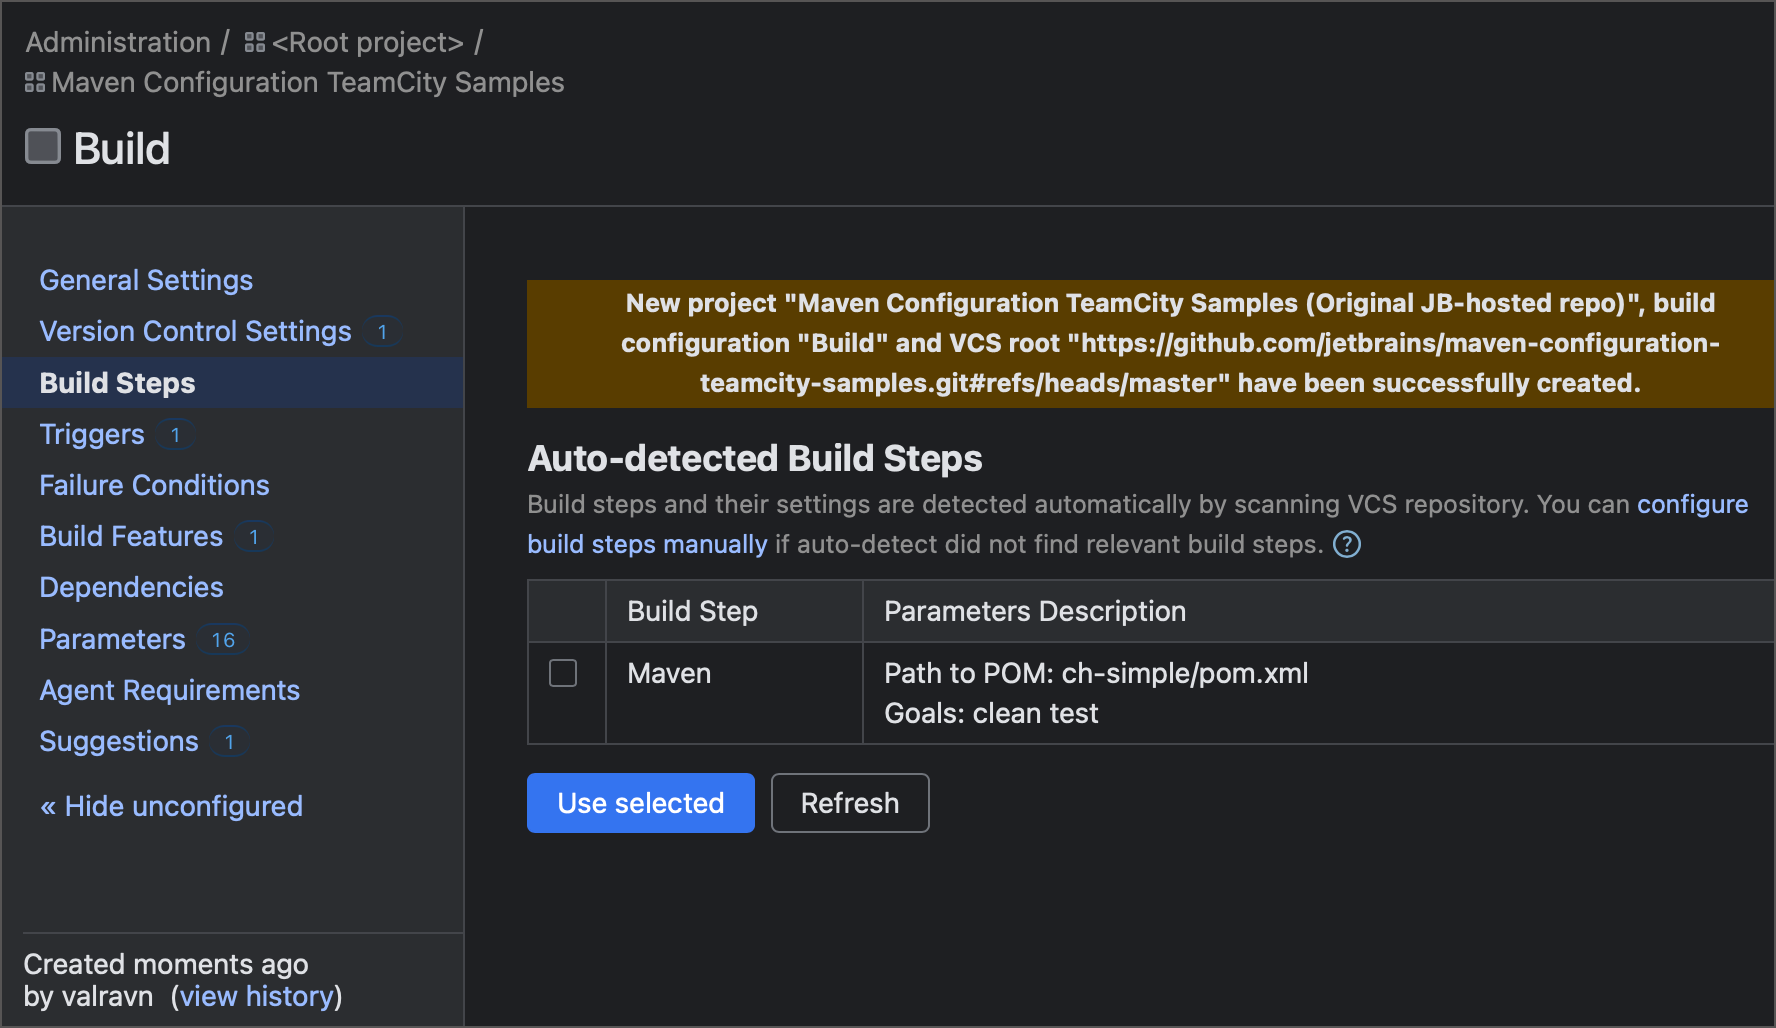 Administration / <Root project> /
Maven Configuration TeamCity Samples
Build
General Settings
Version Control Settings 1
Build Steps
Triggers 1
Failure Conditions
Build Features 1
Dependencies
Parameters 16
Agent Requirements
Suggestions 1
« Hide unconfigured
Created moments ago
by valravn (view history)
New project "Maven Configuration TeamCity Samples (Original JB-hosted repo)", build
configuration "Build" and VCS root "https://github.com/jetbrains/maven-configuration-
teamcity-samples.git#refs/heads/master" have been successfully created.
Auto-detected Build Steps
Build steps and their settings are detected automatically by scanning VCS repository. You can configure
build steps manually if auto-detect did not find relevant build steps. ?
Build Step Parameters Description
Maven Path to POM: ch-simple/pom.xml
Goals: clean test
Use selected Refresh